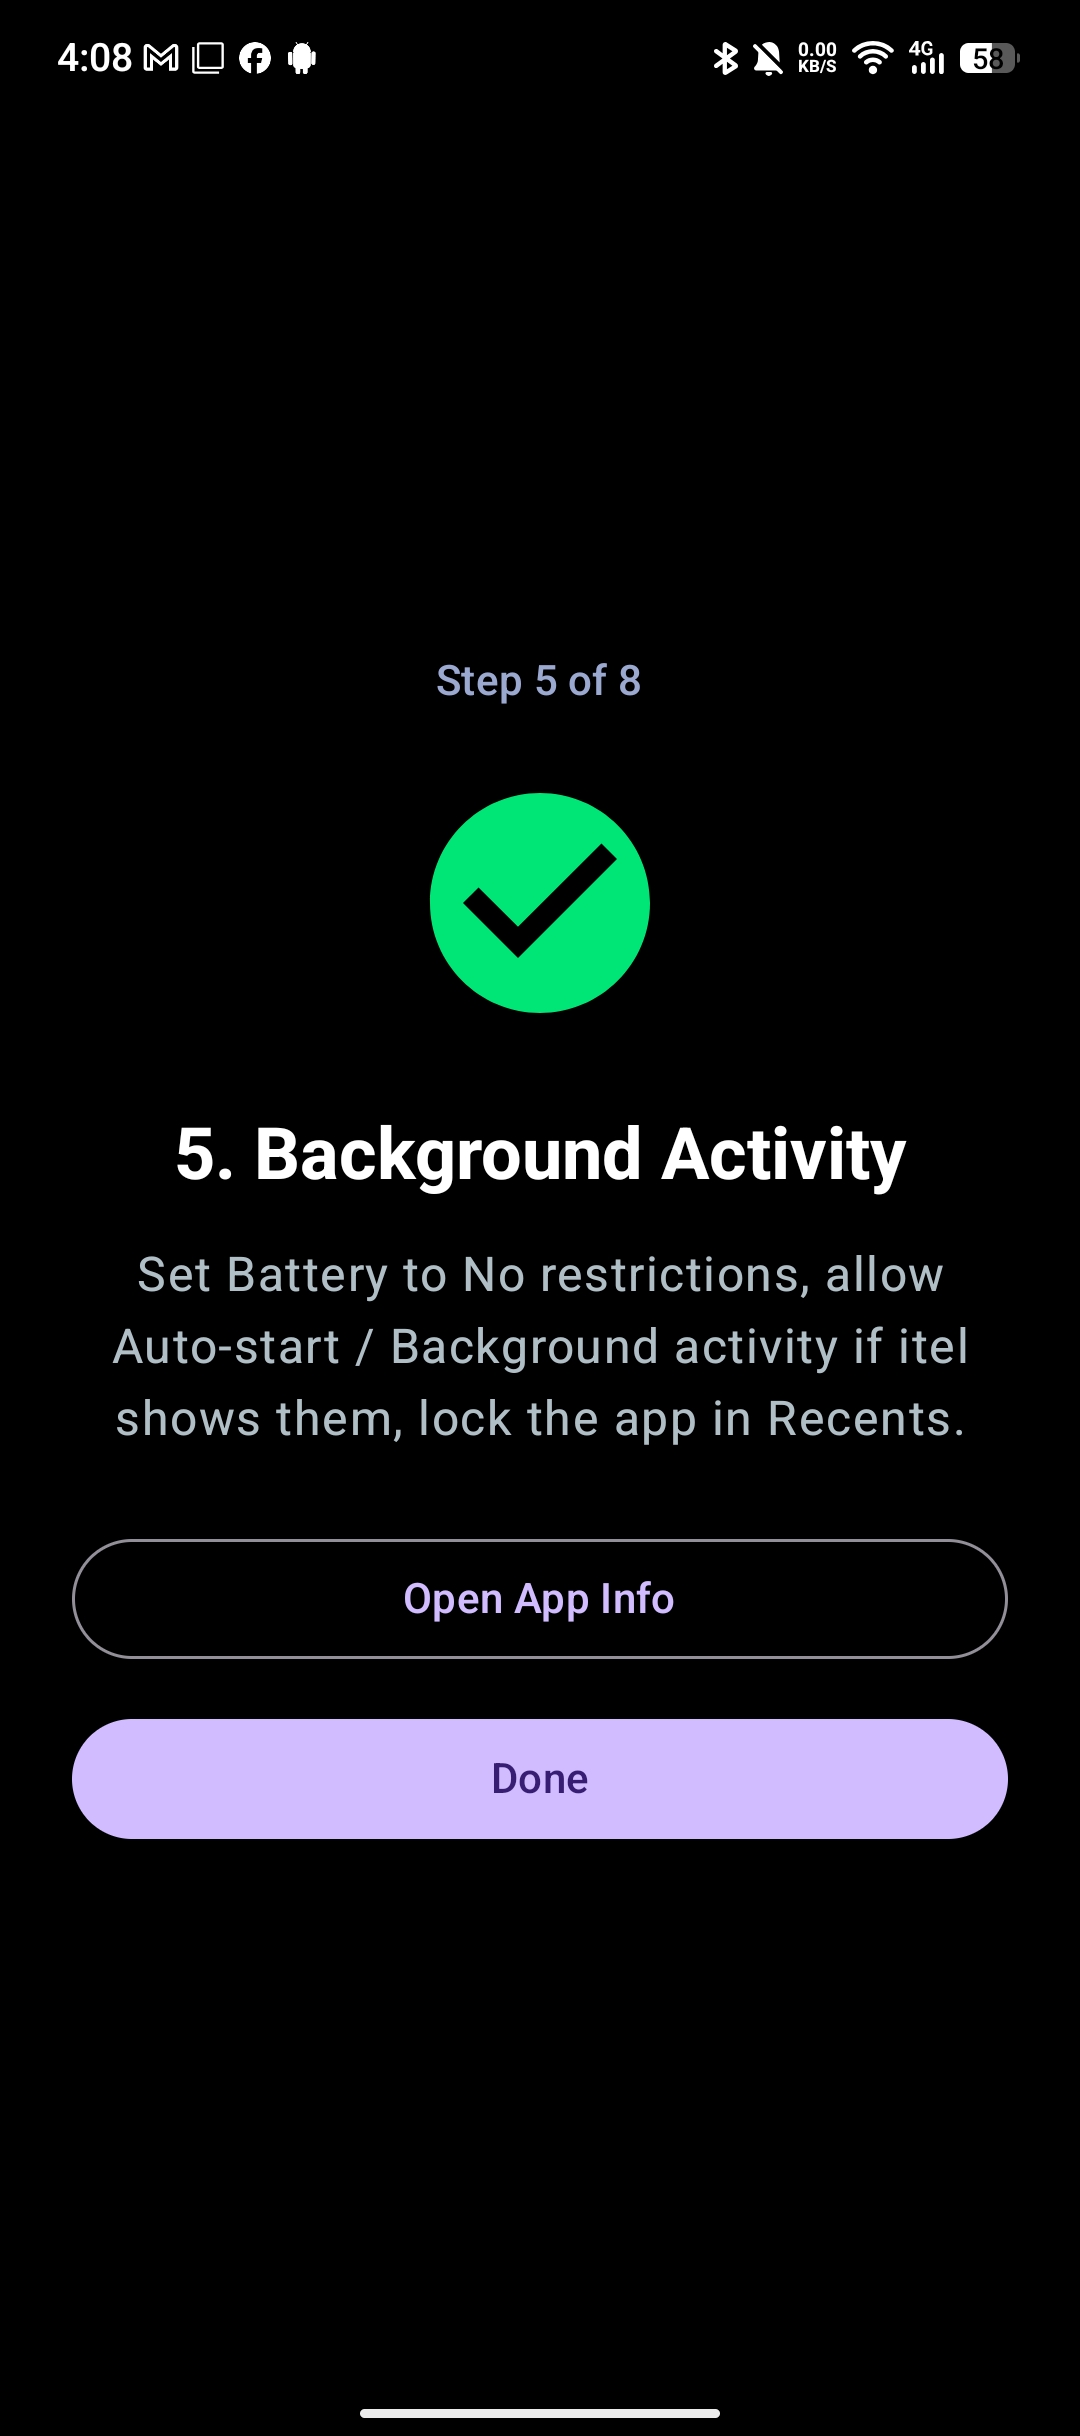 4:08
0.00
KB/S
4G
58
Step 5 of 8
5. Background Activity
Set Battery to No restrictions, allow
Auto-start / Background activity if itel
shows them, lock the app in Recents.
Open App Info
Done